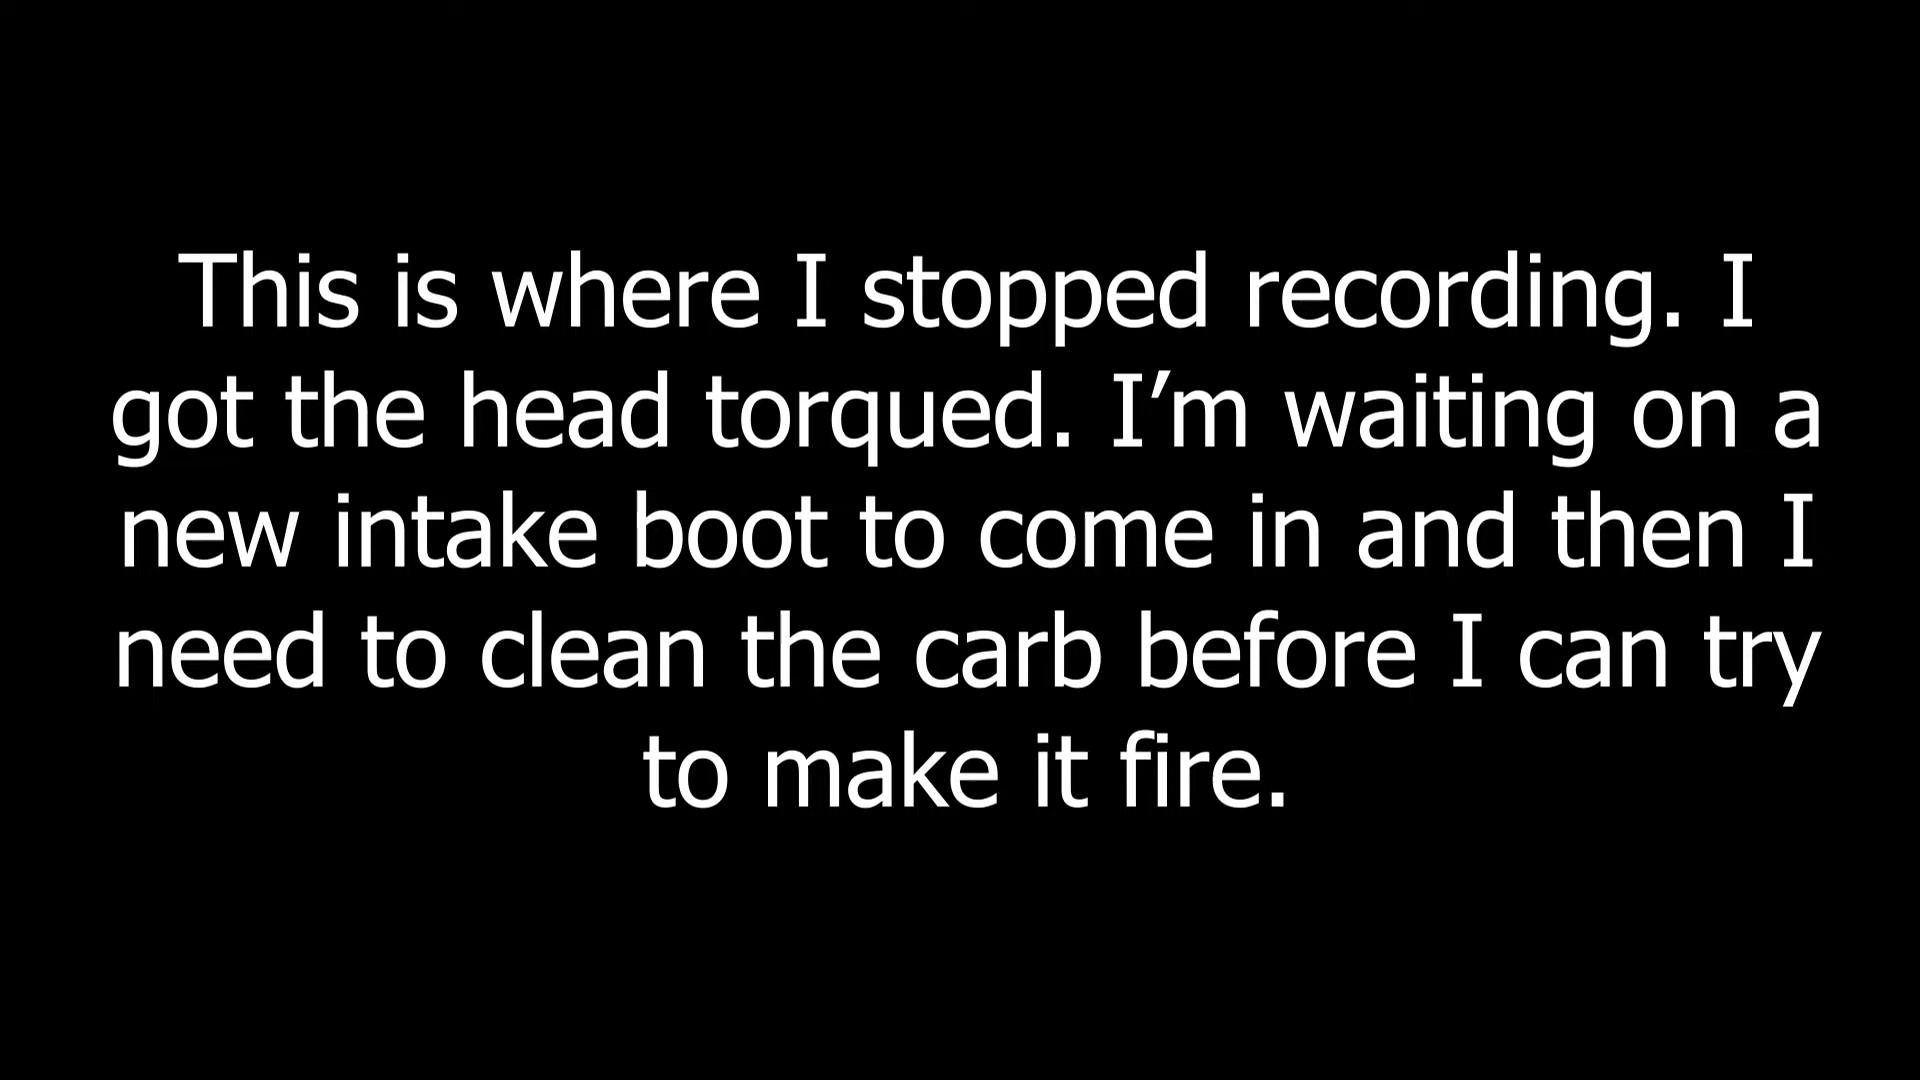 This is where I stopped recording. I
got the head torqued. I’m waiting on a
new intake boot to come in and then I
need to clean the carb before I can try
to make it fire.